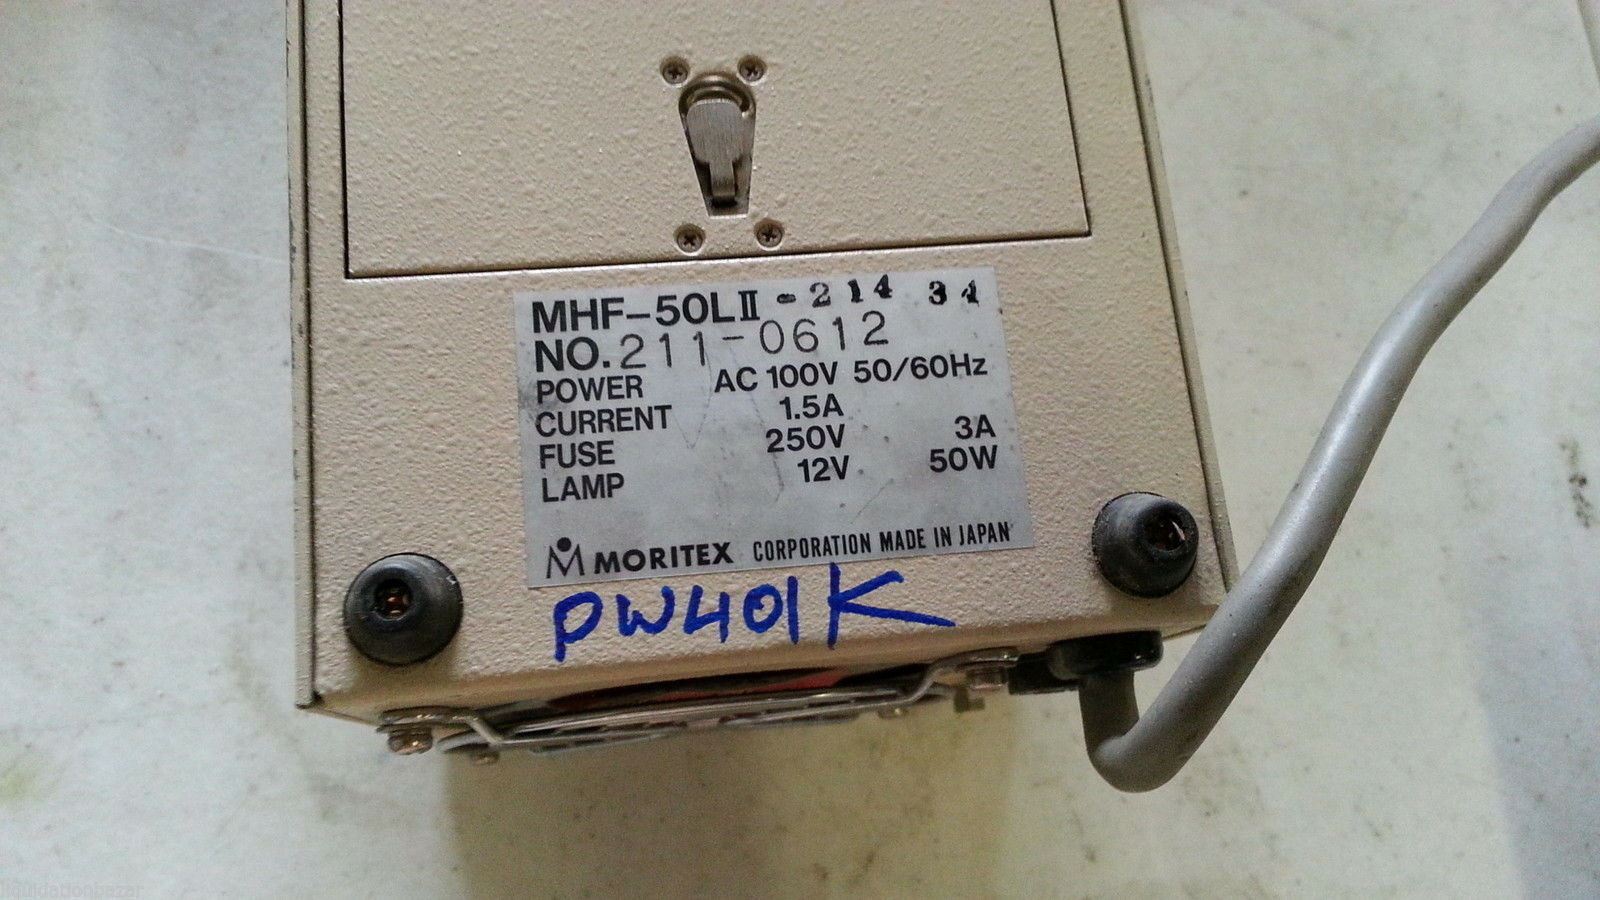 MHF-50LII -214 34
NO. 211-0612
POWER AC 100V 50/60Hz
CURRENT 1.5A
FUSE 250V 3A
LAMP 12V 50W
MORITEX CORPORATION MADE IN JAPAN
PW401K
liquidationbazar